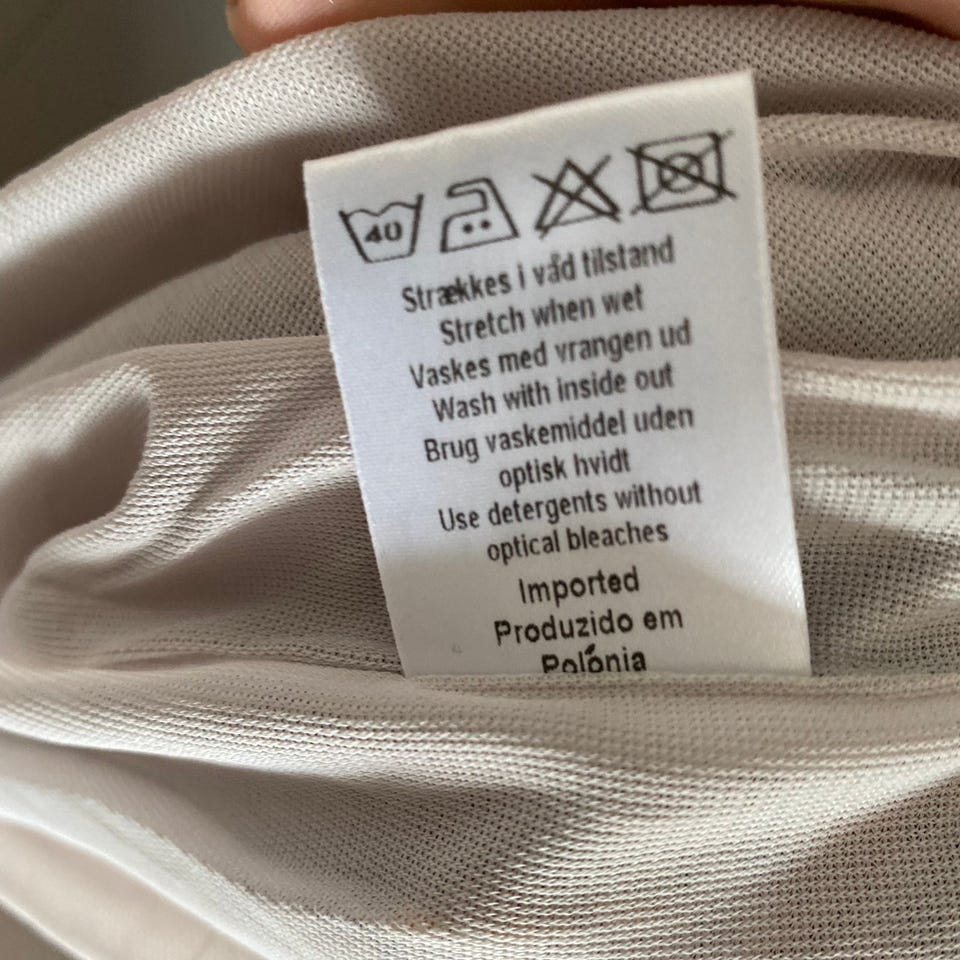 40
Strækkes i våd tilstand
Stretch when wet
Vaskes med vrangen ud
Wash with inside out
Brug vaskemiddel uden
optisk hvidt
Use detergents without
optical bleaches
Imported
Produzido em
Polónia